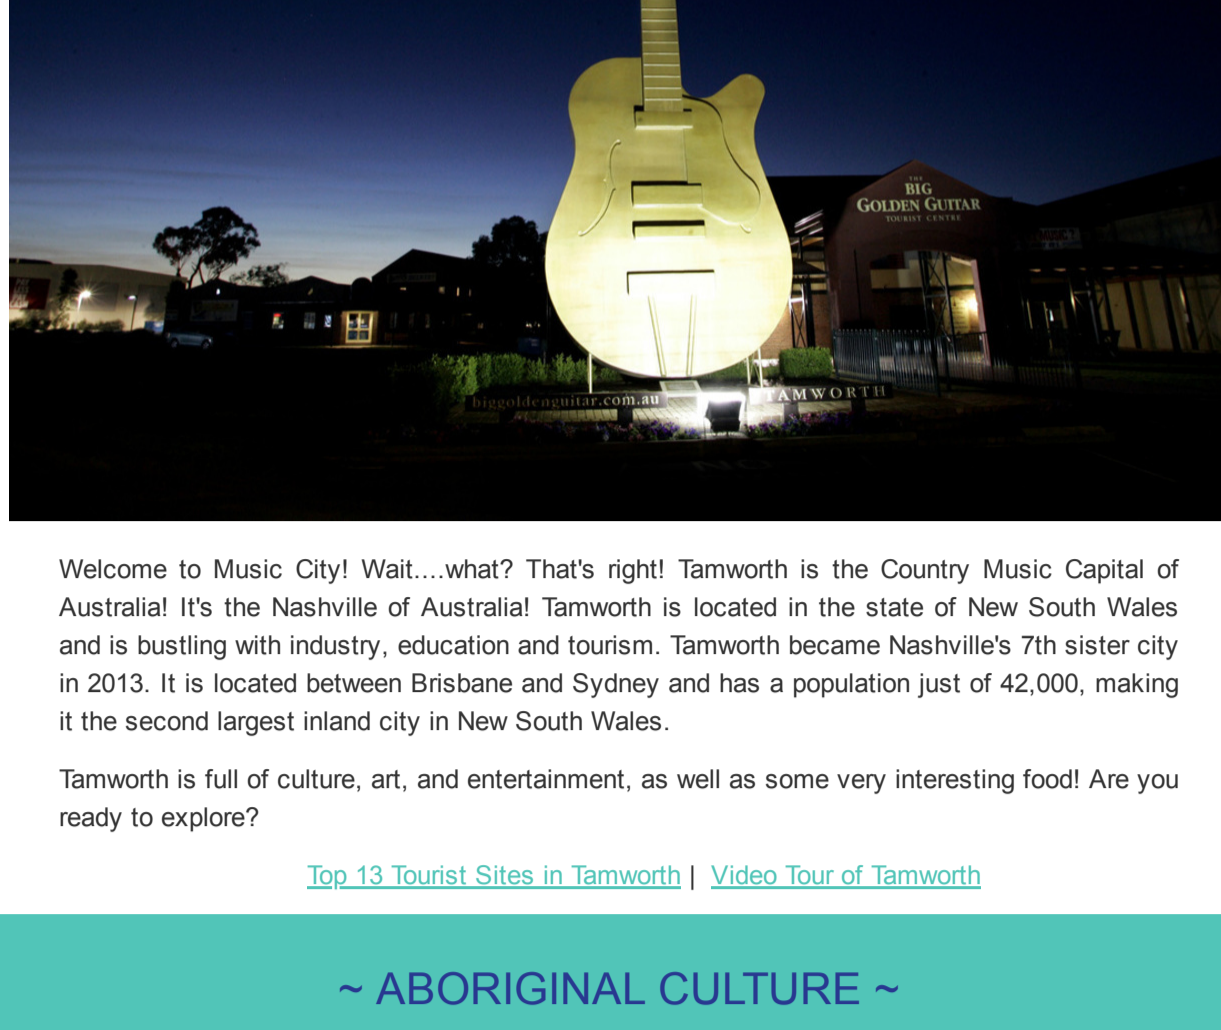 THE
BIG
GOLDEN GUITAR
TOURIST CENTRE
biggoldenguitar.com.au
TAMWORTH
NO
Welcome to Music City! Wait....what? That's right! Tamworth is the Country Music Capital of
Australia! It's the Nashville of Australia! Tamworth is located in the state of New South Wales
and is bustling with industry, education and tourism. Tamworth became Nashville's 7th sister city
in 2013. It is located between Brisbane and Sydney and has a population just of 42,000, making
it the second largest inland city in New South Wales.
Tamworth is full of culture, art, and entertainment, as well as some very interesting food! Are you
ready to explore?
Top 13 Tourist Sites in Tamworth | Video Tour of Tamworth
~ ABORIGINAL CULTURE ~